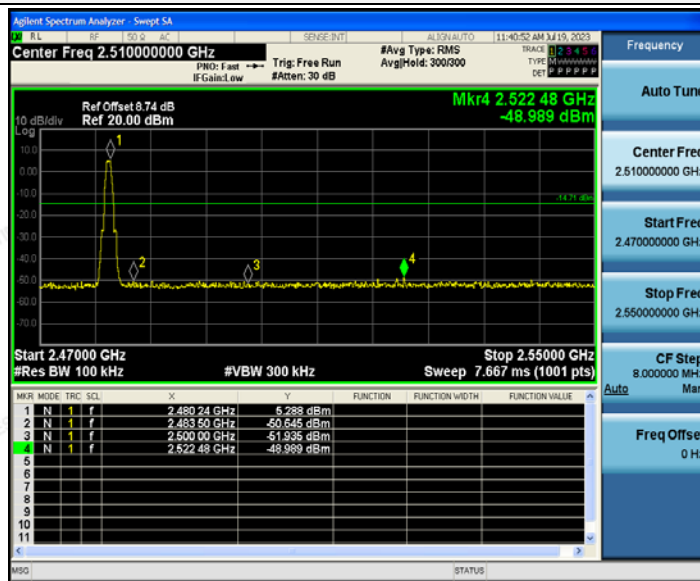 Agilent Spectrum Analyzer - Swept SA
RL RF 50 Ω AC SENSE:INT ALIGN AUTO 11:40:52 AM Jul 19, 2023
Center Freq 2.510000000 GHz
PNO: Fast
IFGain:Low
Trig: Free Run
#Atten: 30 dB
#Avg Type: RMS
Avg|Hold: 300/300
TRACE 1 2 3 4 5 6
TYPE M W W W W W
DET P P P P P P
Frequency
Auto Tune
Center Freq
2.510000000 GHz
Start Freq
2.470000000 GHz
Stop Freq
2.550000000 GHz
CF Step
8.000000 MHz
Auto Man
Freq Offset
0 Hz
Mkr4 2.522 48 GHz
-48.989 dBm
Ref Offset 8.74 dB
10 dB/div Ref 20.00 dBm
Log
10.0
0.00
-10.0
-20.0
-30.0
-40.0
-50.0
-60.0
-70.0
-14.71 dBm
1
2
3
4
Start 2.47000 GHz Stop 2.55000 GHz
#Res BW 100 kHz #VBW 300 kHz Sweep 7.667 ms (1001 pts)
MKR MODE TRC SCL X Y FUNCTION FUNCTION WIDTH FUNCTION VALUE
1 N 1 f 2.480 24 GHz 5.288 dBm
2 N 1 f 2.483 50 GHz -50.645 dBm
3 N 1 f 2.500 00 GHz -51.935 dBm
4 N 1 f 2.522 48 GHz -48.989 dBm
5
6
7
8
9
10
11
MSG STATUS